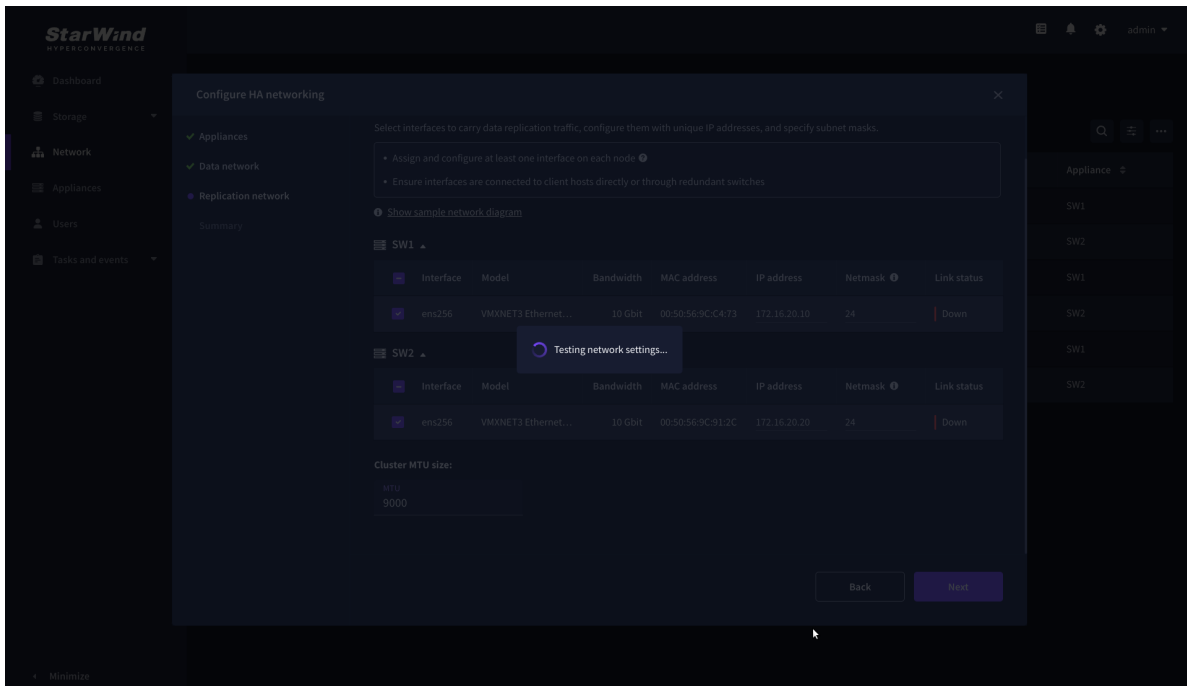 StarWind
HYPERCONVERGENCE
admin
Dashboard
Storage
Network
Appliances
Users
Tasks and events
Minimize
Configure HA networking
Appliances
Data network
Replication network
Summary
Select interfaces to carry data replication traffic, configure them with unique IP addresses, and specify subnet masks.
• Assign and configure at least one interface on each node
• Ensure interfaces are connected to client hosts directly or through redundant switches
Show sample network diagram
SW1
Interface Model Bandwidth MAC address IP address Netmask Link status
ens256 VMXNET3 Ethernet... 10 Gbit 00:50:56:9C:C4:73 172.16.20.10 24 Down
Testing network settings...
SW2
Interface Model Bandwidth MAC address IP address Netmask Link status
ens256 VMXNET3 Ethernet... 10 Gbit 00:50:56:9C:91:2C 172.16.20.20 24 Down
Cluster MTU size:
MTU
9000
Back Next
Appliance
SW1
SW2
SW1
SW2
SW1
SW2